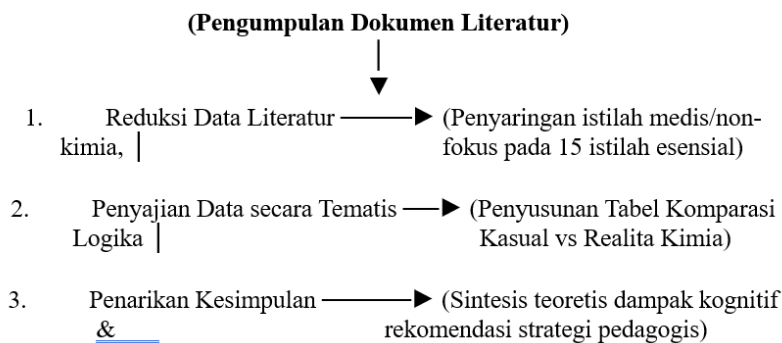 (Pengumpulan Dokumen Literatur)
1. Reduksi Data Literatur (Penyaringan istilah medis/non-
kimia, fokus pada 15 istilah esensial)
2. Penyajian Data secara Tematis (Penyusunan Tabel Komparasi
Logika Kasual vs Realita Kimia)
3. Penarikan Kesimpulan (Sintesis teoretis dampak kognitif
& rekomendasi strategi pedagogis)